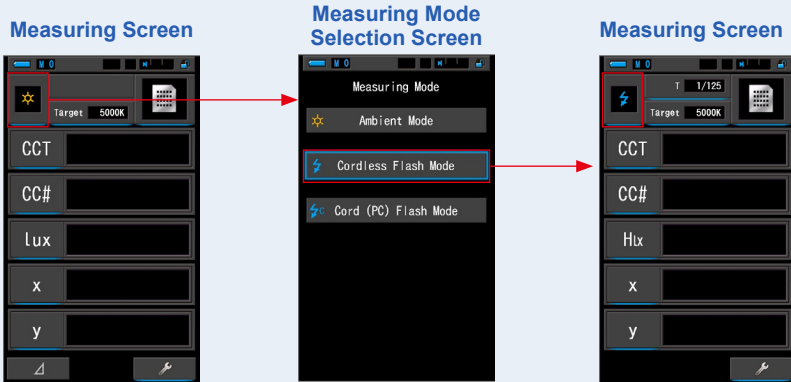 Measuring Screen
M 0
Target 5000K
CCT
CC#
lux
x
y
Measuring Mode
Selection Screen
M 0
Measuring Mode
Ambient Mode
Cordless Flash Mode
C Cord (PC) Flash Mode
Measuring Screen
M 0
T 1/125
Target 5000K
CCT
CC#
Hlx
x
y